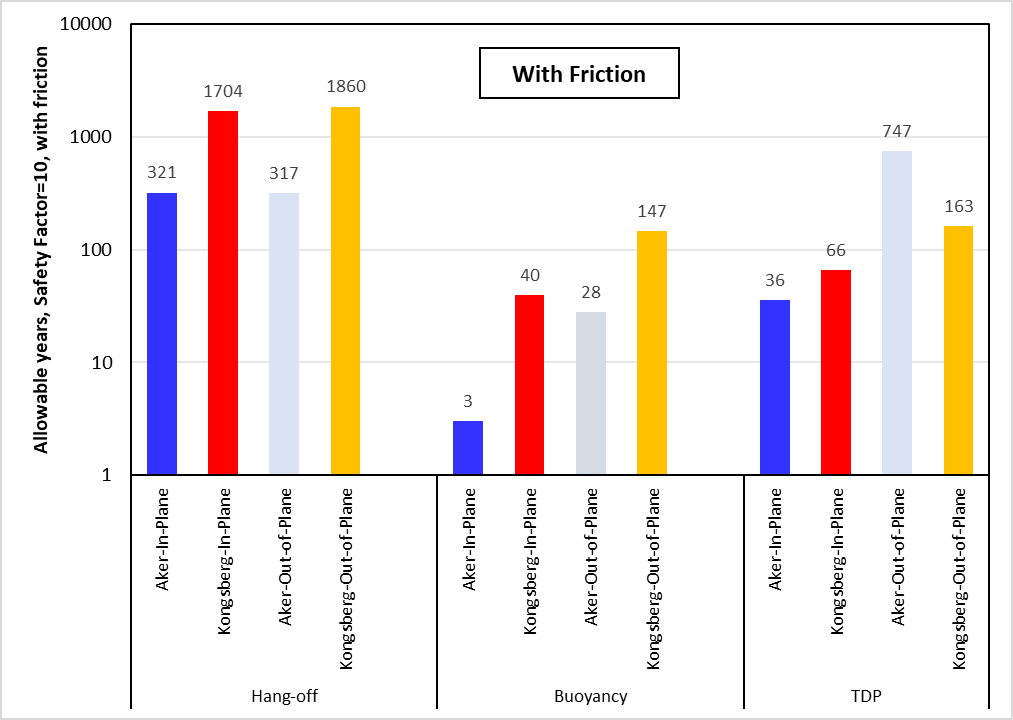 With Friction
Allowable years, Safety Factor=10, with friction
10000
1000
100
10
1
321
1704
317
1860
3
40
28
147
36
66
747
163
Aker-In-Plane
Kongsberg-In-Plane
Aker-Out-of-Plane
Kongsberg-Out-of-Plane
Aker-In-Plane
Kongsberg-In-Plane
Aker-Out-of-Plane
Kongsberg-Out-of-Plane
Aker-In-Plane
Kongsberg-In-Plane
Aker-Out-of-Plane
Kongsberg-Out-of-Plane
Hang-off
Buoyancy
TDP